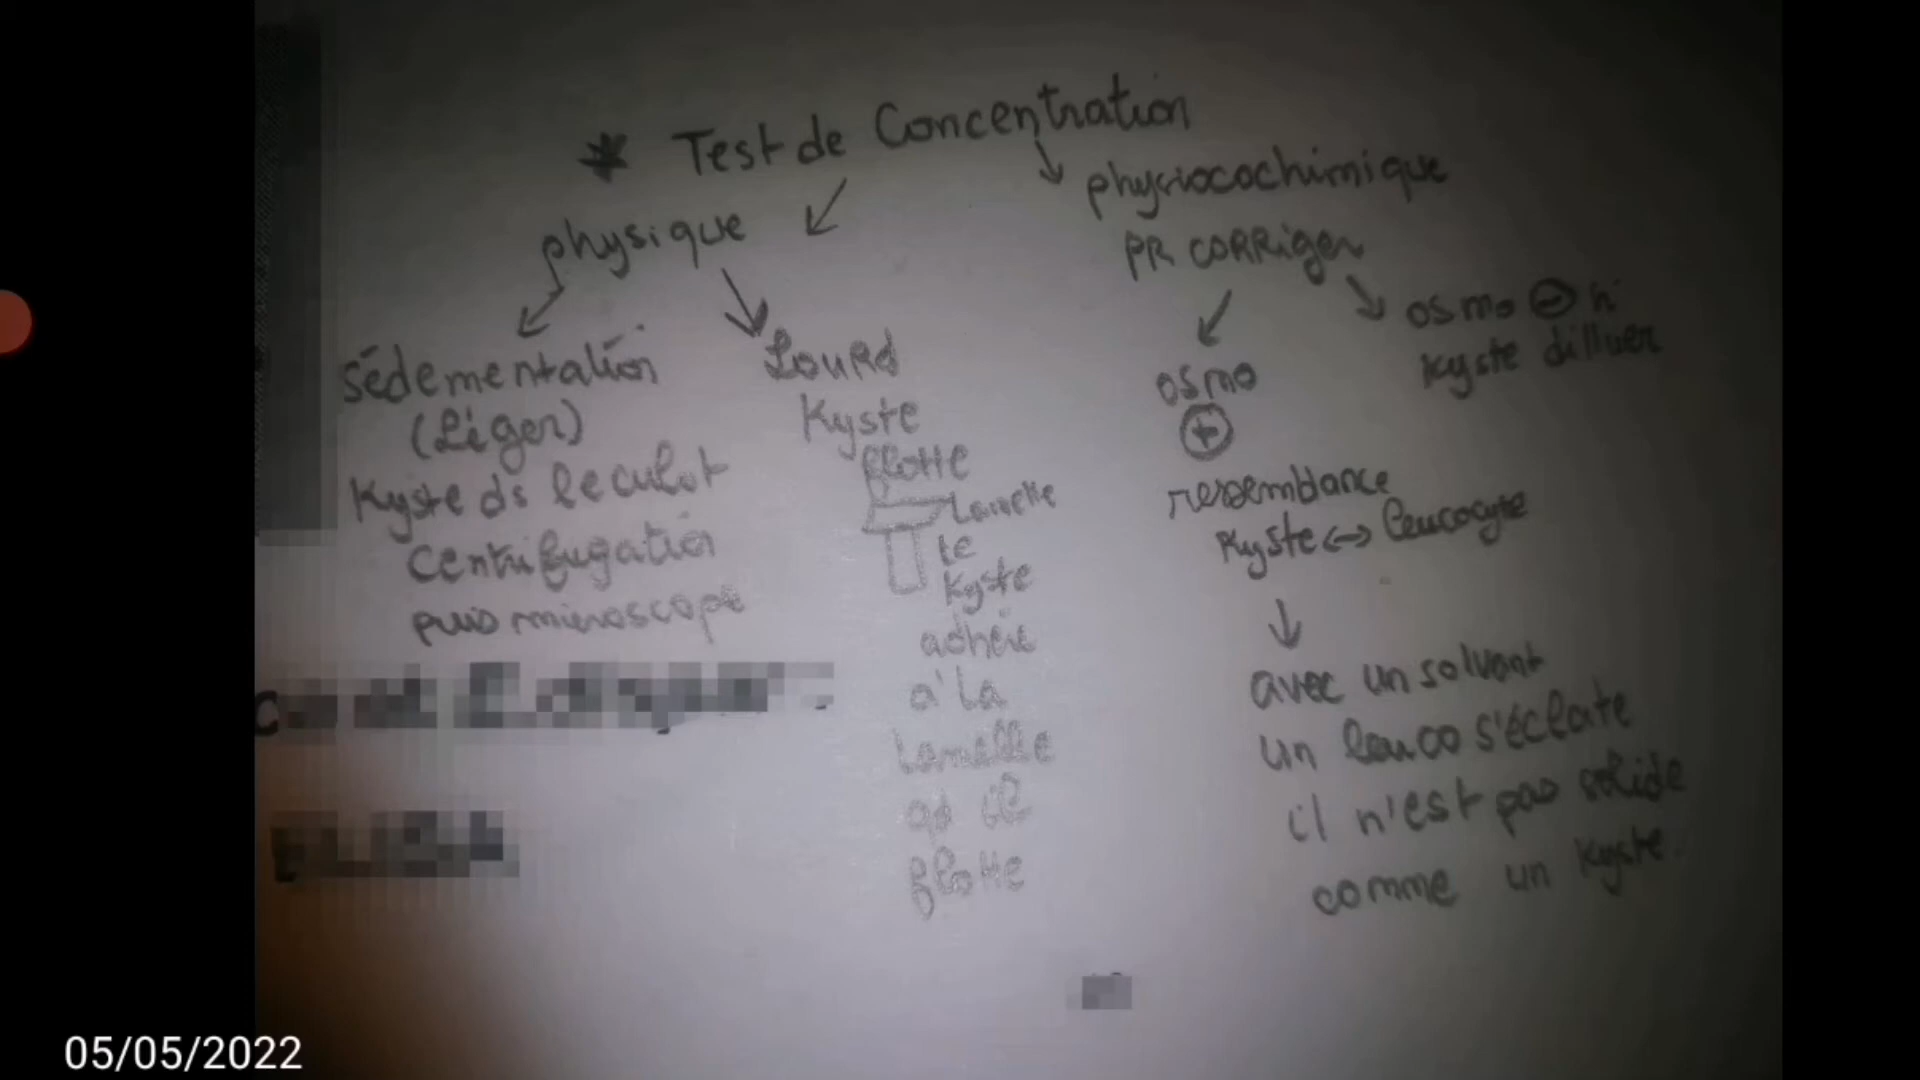 * Test de Concentration
physique
sédementation
(Léger)
Kyste ds le culot
Centrifugation
puis microscope
Lourd
Kyste
flotte
Lamelle
le
Kyste
adhère
à la
Lamelle
qd il
flotte
physicochimique
PR CORRiger
osmo
+
ressemblance
Kyste <-> leucocyte
avec un solvant
un leuco s'éclate
il n'est pas solide
comme un Kyste.
osmo -
Kyste dilluer
05/05/2022